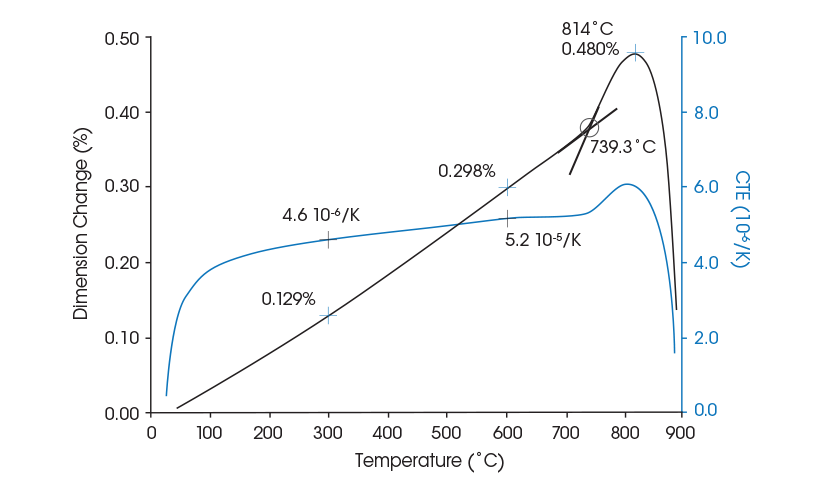 814˚C
0.480%
0.50
10.0
0.40
8.0
739.3˚C
0.298%
0.30
6.0
4.6 10-⁶/K
5.2 10-⁵/K
0.20
4.0
0.129%
0.10
2.0
0.00
0.0
0 100 200 300 400 500 600 700 800 900
Temperature (˚C)
Dimension Change (%)
CTE (10-⁶/K)